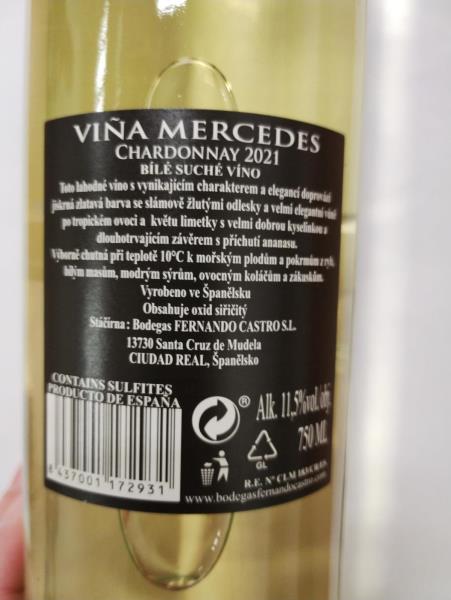 VIÑA MERCEDES
CHARDONNAY 2021
BÍLÉ SUCHÉ VÍNO
Toto lahodné víno s vynikajícím charakterem a elegancí doprovází
jiskrná zlatavá barva se slámově žlutými odlesky a velmi elegantní vůně
po tropickém ovoci a květu limetky s velmi dobrou kyselinkou a
dlouhotrvajícím závěrem s příchutí ananasu.
Výborně chutná při teplotě 10°C k mořským plodům a pokrmům z ryb,
bílým masům, modrým sýrům, ovocným koláčům a zákuskům.
Vyrobeno ve Španělsku
Obsahuje oxid siřičitý
Stáčírna: Bodegas FERNANDO CASTRO S.L.
13730 Santa Cruz de Mudela
CIUDAD REAL, Španělsko
CONTAINS SULFITES
PRODUCTO DE ESPAÑA
® Alk. 11,5%vol./obj.
750 ML
GL
8 437001 172931
R.E. Nº CLM
www.bodegasfernandocastro.com